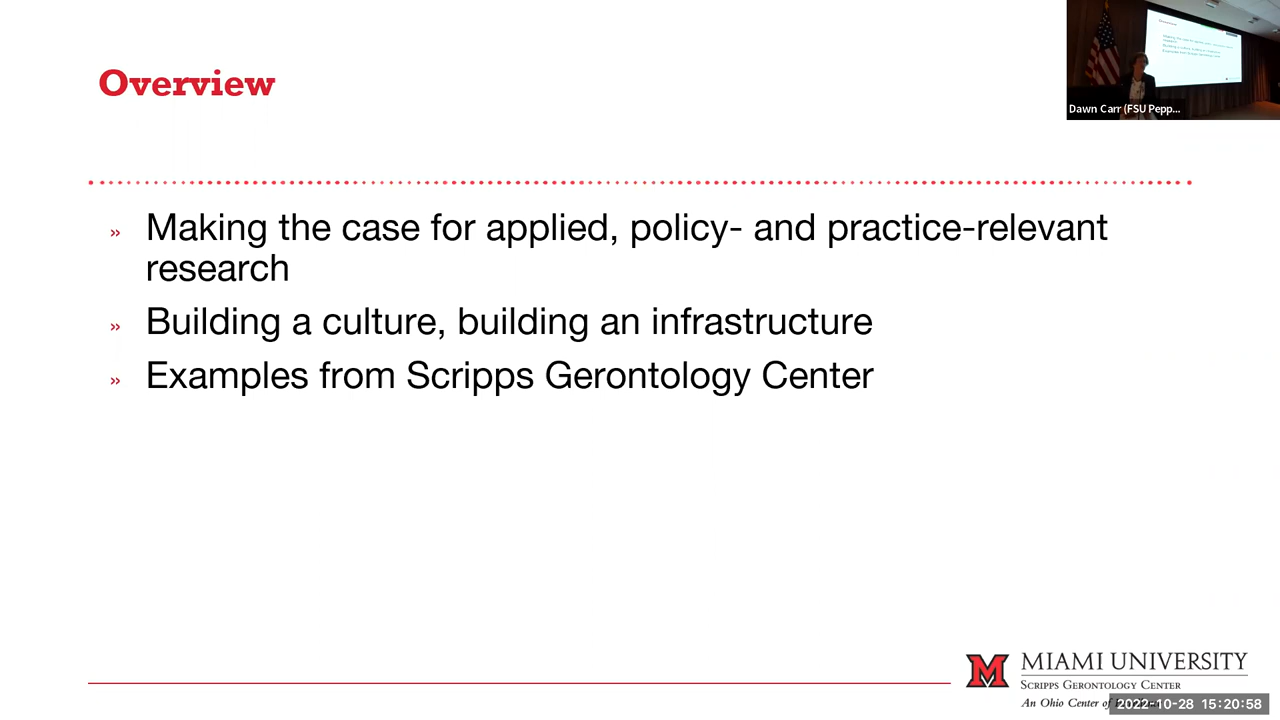 Overview
Dawn Carr (FSU Pepp...
» Making the case for applied, policy- and practice-relevant
research
» Building a culture, building an infrastructure
» Examples from Scripps Gerontology Center
M MIAMI UNIVERSITY
SCRIPPS GERONTOLOGY CENTER
An Ohio Center of
2022-10-28 15:20:58